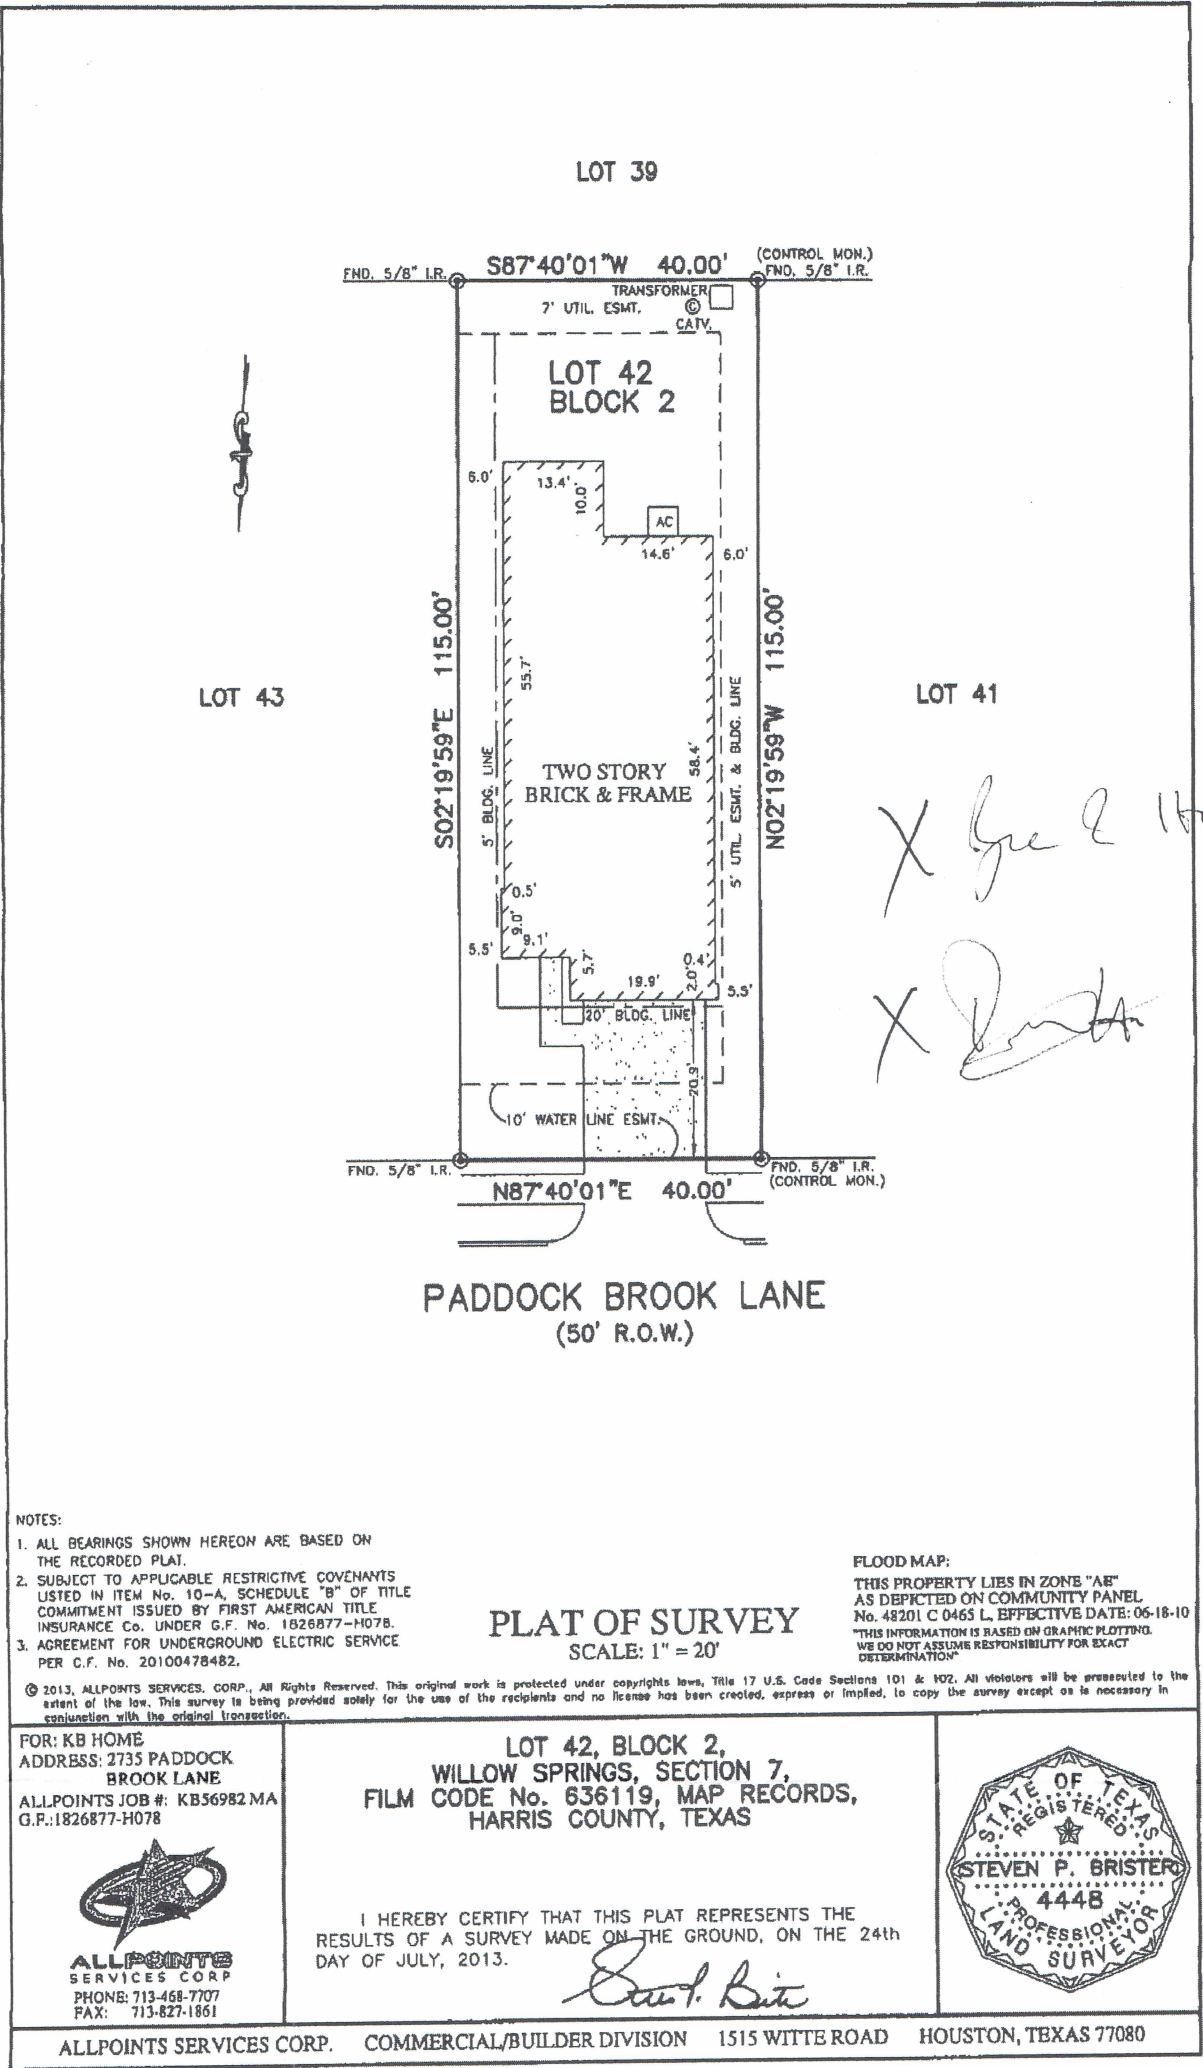 LOT 39
S87°40'01"W 40.00'
(CONTROL MON.)
FND. 5/8" I.R.
FND. 5/8" I.R.
TRANSFORMER
7' UTIL. ESMT.
©
CATV.
LOT 42
BLOCK 2
6.0'
13.4'
10.0'
AC
14.6'
6.0'
S02°19'59"E 115.00'
N02°19'59"W 115.00'
55.7'
LOT 43
LOT 41
5' BLDG. LINE
58.4'
5' UTIL. ESMT. & BLDG. LINE
TWO STORY
BRICK & FRAME
X
0.5'
9.0'
5.5'
9.1'
5.7'
19.9'
2.0'
0.4'
5.5'
X
20' BLDG. LINE
20.9'
10' WATER LINE ESMT.
FND. 5/8" I.R.
FND. 5/8" I.R.
(CONTROL MON.)
N87°40'01"E 40.00'
PADDOCK BROOK LANE
(50' R.O.W.)
NOTES:
1. ALL BEARINGS SHOWN HEREON ARE BASED ON
THE RECORDED PLAT.
2. SUBJECT TO APPLICABLE RESTRICTIVE COVENANTS
LISTED IN ITEM No. 10-A, SCHEDULE "B" OF TITLE
COMMITMENT ISSUED BY FIRST AMERICAN TITLE
INSURANCE Co. UNDER G.F. No. 1826877-H078.
3. AGREEMENT FOR UNDERGROUND ELECTRIC SERVICE
PER C.F. No. 20100478482.
PLAT OF SURVEY
SCALE: 1" = 20'
FLOOD MAP:
THIS PROPERTY LIES IN ZONE "AE"
AS DEPICTED ON COMMUNITY PANEL
No. 48201 C 0465 L, EFFECTIVE DATE: 06-18-10
"THIS INFORMATION IS BASED ON GRAPHIC PLOTTING.
WE DO NOT ASSUME RESPONSIBILITY FOR EXACT
DETERMINATION"
© 2013, ALLPOINTS SERVICES. CORP., All Rights Reserved. This original work is protected under copyrights laws, Title 17 U.S. Code Sections 101 & 102. All violators will be prosecuted to the
extent of the law. This survey is being provided solely for the use of the recipients and no license has been created, express or implied, to copy the survey except as is necessary in
conjunction with the original transaction.
FOR: KB HOME
ADDRESS: 2735 PADDOCK
BROOK LANE
ALLPOINTS JOB #: KB56982 MA
G.F.:1826877-H078
ALLPOINTS
SERVICES CORP
PHONE: 713-468-7707
FAX: 713-827-1861
LOT 42, BLOCK 2,
WILLOW SPRINGS, SECTION 7,
FILM CODE No. 636119, MAP RECORDS,
HARRIS COUNTY, TEXAS
I HEREBY CERTIFY THAT THIS PLAT REPRESENTS THE
RESULTS OF A SURVEY MADE ON THE GROUND, ON THE 24th
DAY OF JULY, 2013.
STATE OF TEXAS
REGISTERED
STEVEN P. BRISTER
4448
PROFESSIONAL
LAND SURVEYOR
ALLPOINTS SERVICES CORP. COMMERCIAL/BUILDER DIVISION 1515 WITTE ROAD HOUSTON, TEXAS 77080